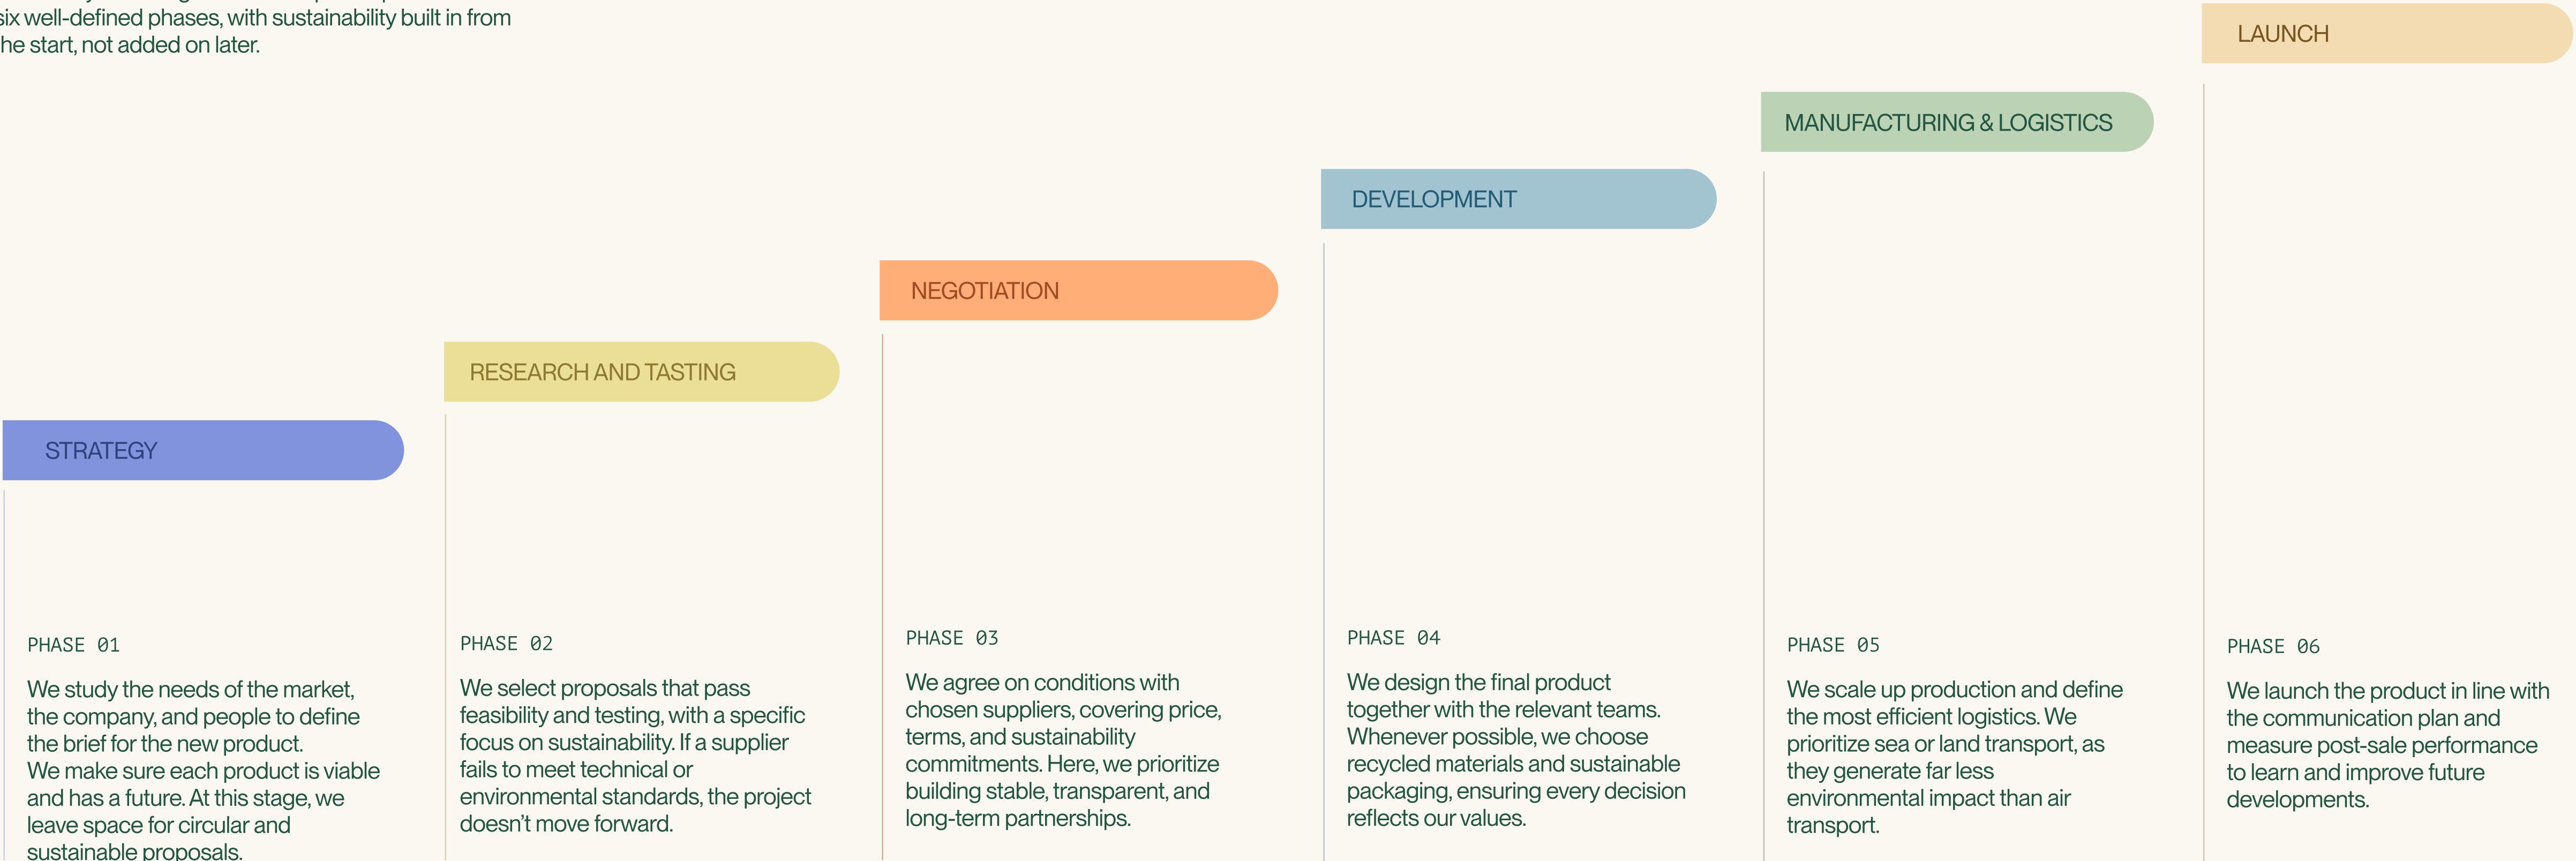 six well-defined phases, with sustainability built in from
he start, not added on later.
LAUNCH
MANUFACTURING & LOGISTICS
DEVELOPMENT
NEGOTIATION
RESEARCH AND TASTING
STRATEGY
PHASE 01
We study the needs of the market,
the company, and people to define
the brief for the new product.
We make sure each product is viable
and has a future. At this stage, we
leave space for circular and
sustainable proposals.
PHASE 02
We select proposals that pass
feasibility and testing, with a specific
focus on sustainability. If a supplier
fails to meet technical or
environmental standards, the project
doesn't move forward.
PHASE 03
We agree on conditions with
chosen suppliers, covering price,
terms, and sustainability
commitments. Here, we prioritize
building stable, transparent, and
long-term partnerships.
PHASE 04
We design the final product
together with the relevant teams.
Whenever possible, we choose
recycled materials and sustainable
packaging, ensuring every decision
reflects our values.
PHASE 05
We scale up production and define
the most efficient logistics. We
prioritize sea or land transport, as
they generate far less
environmental impact than air
transport.
PHASE 06
We launch the product in line with
the communication plan and
measure post-sale performance
to learn and improve future
developments.